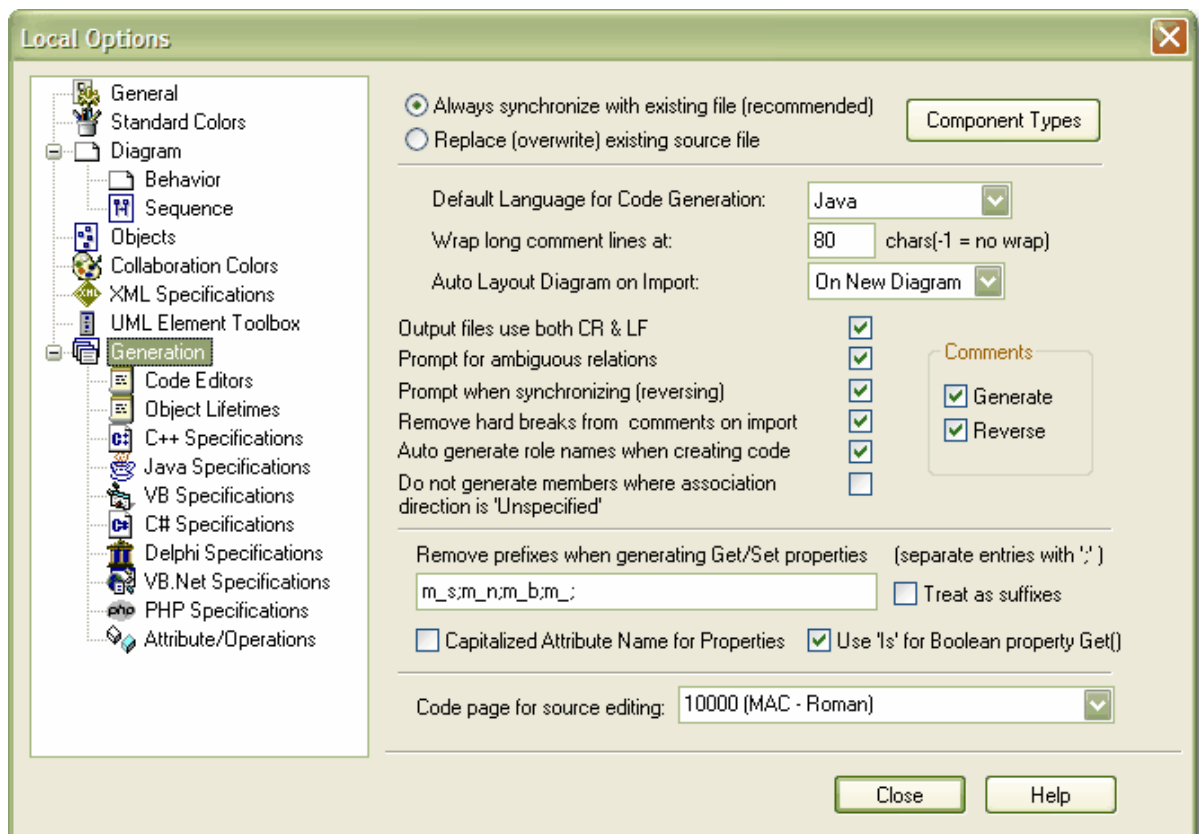 Local Options
General
Standard Colors
Diagram
Behavior
Sequence
Objects
Collaboration Colors
XML Specifications
UML Element Toolbox
Generation
Code Editors
Object Lifetimes
C++ Specifications
Java Specifications
VB Specifications
C# Specifications
Delphi Specifications
VB.Net Specifications
PHP Specifications
Attribute/Operations
Always synchronize with existing file (recommended)
Replace (overwrite) existing source file
Component Types
Default Language for Code Generation: Java
Wrap long comment lines at: 80 chars(-1 = no wrap)
Auto Layout Diagram on Import: On New Diagram
Output files use both CR & LF
Prompt for ambiguous relations
Prompt when synchronizing (reversing)
Remove hard breaks from comments on import
Auto generate role names when creating code
Do not generate members where association
direction is 'Unspecified'
Comments
Generate
Reverse
Remove prefixes when generating Get/Set properties (separate entries with ';' )
m_s;m_n;m_b;m_; Treat as suffixes
Capitalized Attribute Name for Properties Use 'Is' for Boolean property Get()
Code page for source editing: 10000 (MAC - Roman)
Close Help